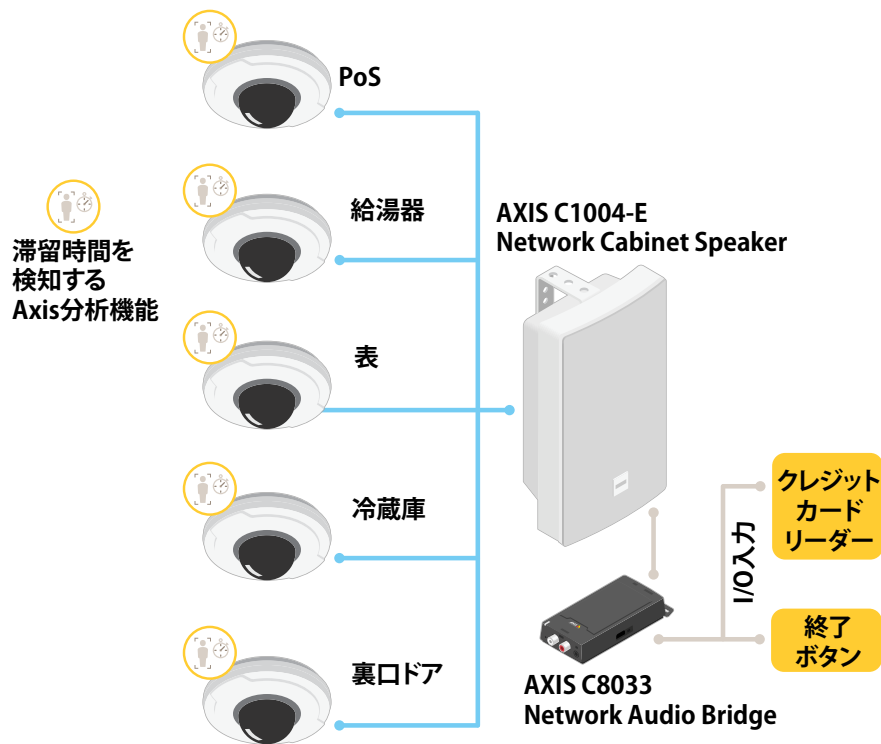 PoS
給湯器
滞留時間を
検知する
Axis分析機能
表
冷蔵庫
裏口ドア
AXIS C1004-E
Network Cabinet Speaker
クレジット
カード
リーダー
I/O入力
終了
ボタン
AXIS C8033
Network Audio Bridge